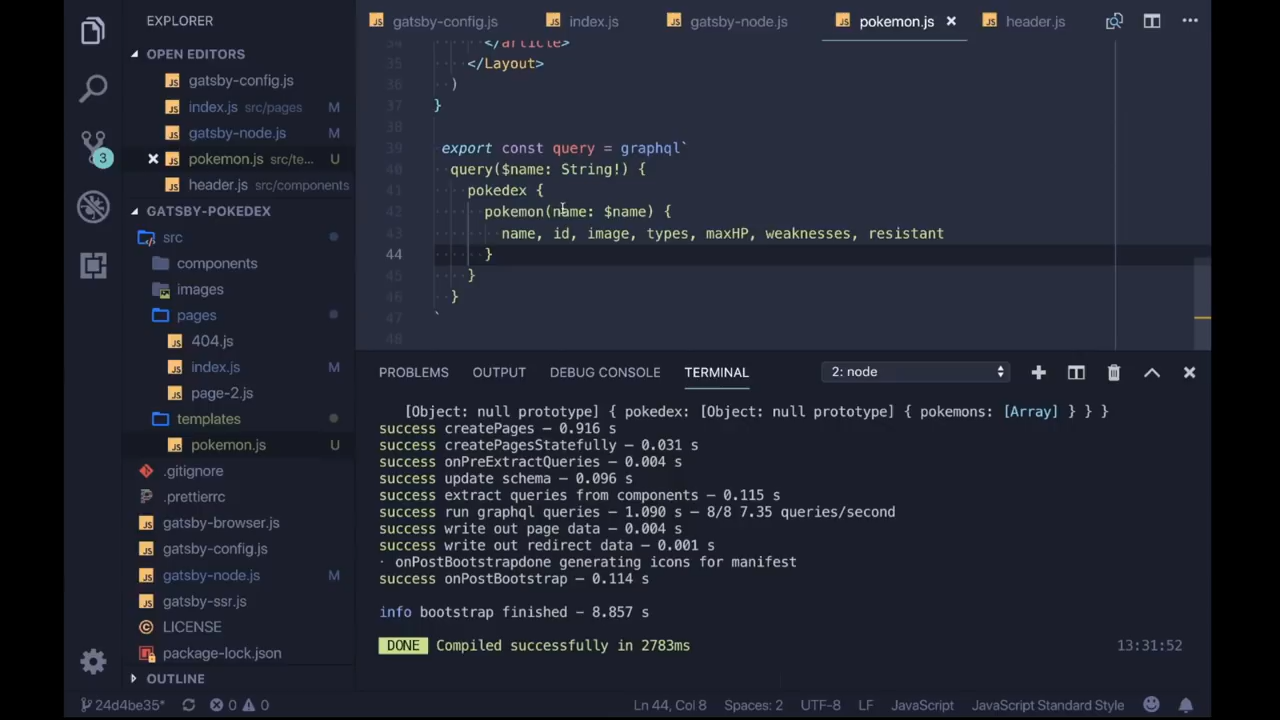 EXPLORER
OPEN EDITORS
gatsby-config.js
index.js src/pages M
gatsby-node.js M
pokemon.js src/te... U
header.js src/components
GATSBY-POKEDEX
src
components
images
pages
404.js
index.js M
page-2.js
templates
pokemon.js U
.gitignore
.prettierrc
gatsby-browser.js
gatsby-config.js
gatsby-node.js M
gatsby-ssr.js
LICENSE
package-lock.json
OUTLINE
3
gatsby-config.js index.js gatsby-node.js pokemon.js header.js
34 </article>
35 </Layout>
36 )
37 }
38
39 export const query = graphql`
40 query($name: String!) {
41 pokedex {
42 pokemon(name: $name) {
43 name, id, image, types, maxHP, weaknesses, resistant
44 }
45 }
46 }
47 `
48
PROBLEMS OUTPUT DEBUG CONSOLE TERMINAL 2: node
[Object: null prototype] { pokedex: [Object: null prototype] { pokemons: [Array] } } }
success createPages — 0.916 s
success createPagesStatefully — 0.031 s
success onPreExtractQueries — 0.004 s
success update schema — 0.096 s
success extract queries from components — 0.115 s
success run graphql queries — 1.090 s — 8/8 7.35 queries/second
success write out page data — 0.004 s
success write out redirect data — 0.001 s
· onPostBootstrapdone generating icons for manifest
success onPostBootstrap — 0.114 s
info bootstrap finished — 8.857 s
DONE Compiled successfully in 2783ms 13:31:52
24d4be35* 0 0 Ln 44, Col 8 Spaces: 2 UTF-8 LF JavaScript JavaScript Standard Style